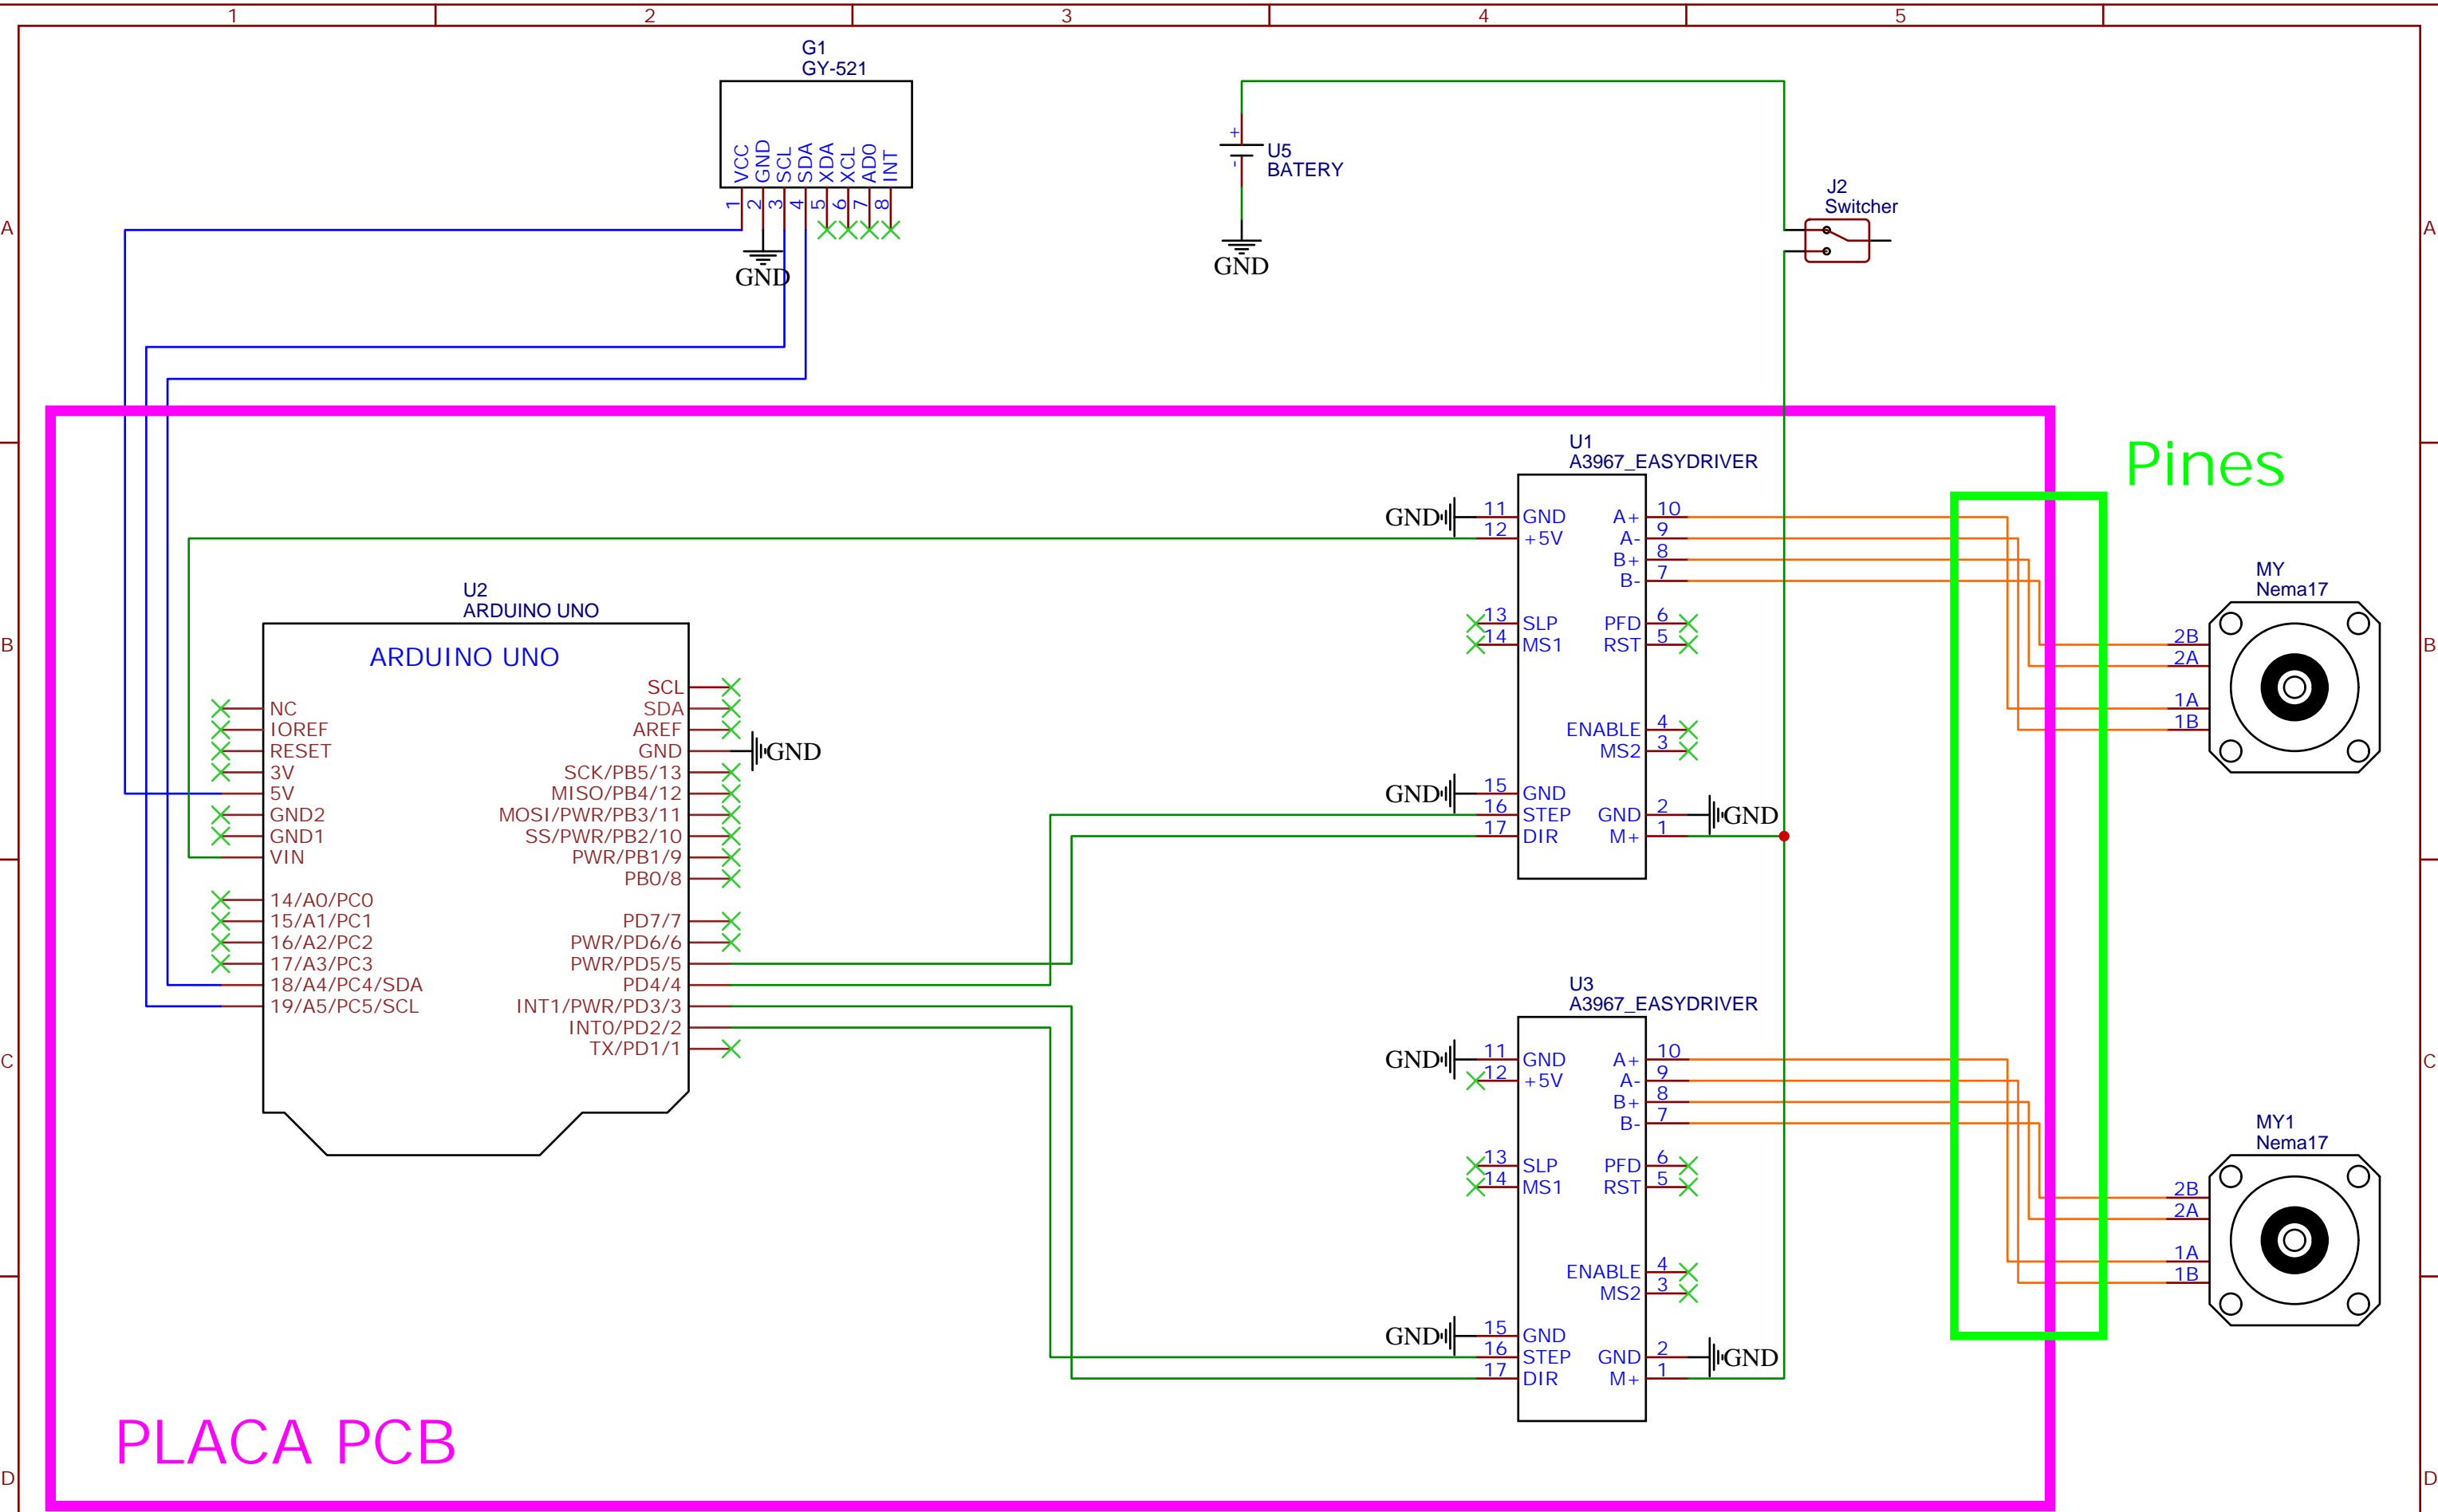 1 2 3 4 5
G1
GY-521
VCC GND SCL SDA XDA XCL AD0 INT
1 2 3 4 5 6 7 8
GND
+
-
U5
BATERY
GND
J2
Switcher
A A
Pines
U1
A3967_EASYDRIVER
GND 11 GND A+ 10
12 +5V A- 9
B+ 8
B- 7
13 SLP PFD 6
14 MS1 RST 5
ENABLE 4
MS2 3
GND 15 GND
16 STEP GND 2 GND
17 DIR M+ 1
MY
Nema17
2B
2A
1A
1B
B B
U2
ARDUINO UNO
ARDUINO UNO
NC
IOREF
RESET
3V
5V
GND2
GND1
VIN
14/A0/PC0
15/A1/PC1
16/A2/PC2
17/A3/PC3
18/A4/PC4/SDA
19/A5/PC5/SCL
SCL
SDA
AREF
GND GND
SCK/PB5/13
MISO/PB4/12
MOSI/PWR/PB3/11
SS/PWR/PB2/10
PWR/PB1/9
PB0/8
PD7/7
PWR/PD6/6
PWR/PD5/5
PD4/4
INT1/PWR/PD3/3
INT0/PD2/2
TX/PD1/1
C C
U3
A3967_EASYDRIVER
GND 11 GND A+ 10
12 +5V A- 9
B+ 8
B- 7
13 SLP PFD 6
14 MS1 RST 5
ENABLE 4
MS2 3
GND 15 GND
16 STEP GND 2 GND
17 DIR M+ 1
MY1
Nema17
2B
2A
1A
1B
PLACA PCB
D D